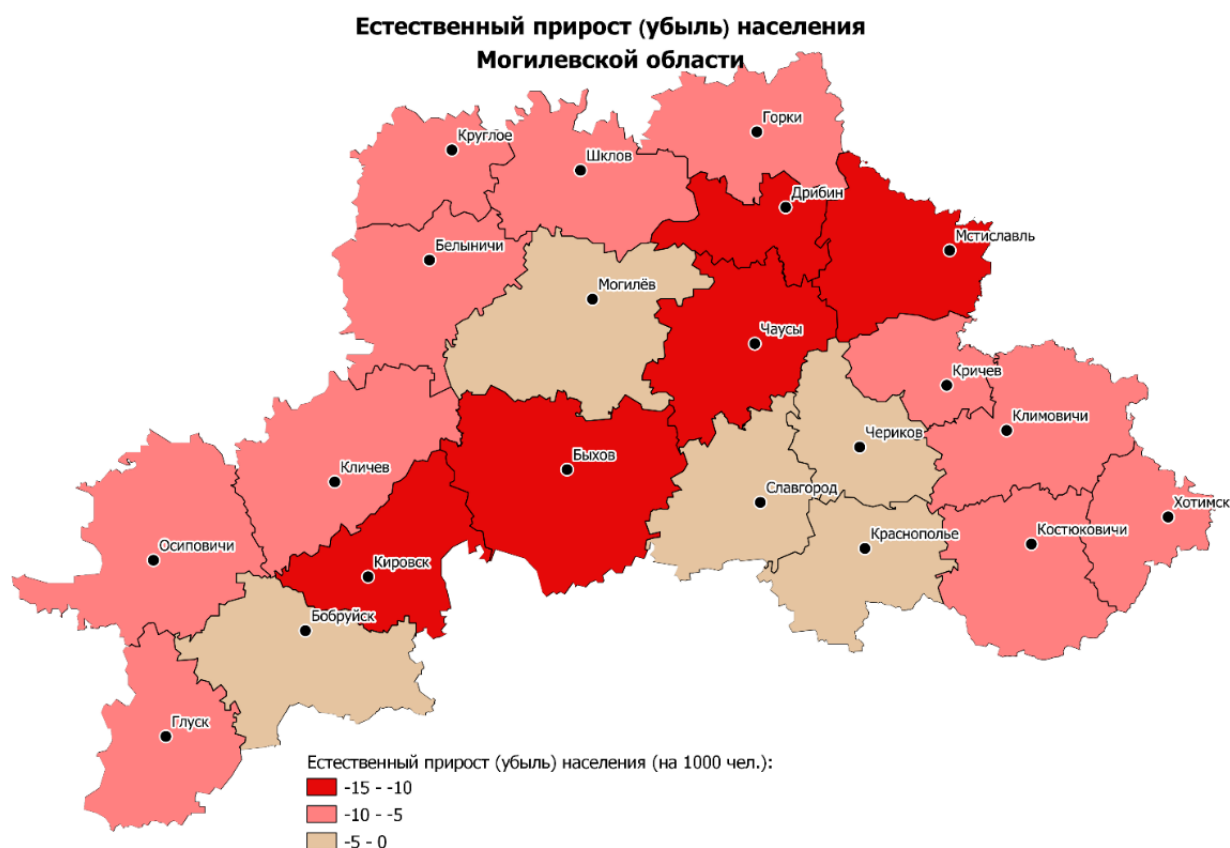 Естественный прирост (убыль) населения
Могилевской области
Горки
Круглое
Шклов
Дрибин
Мстиславль
Белыничи
Могилёв
Чаусы
Кричев
Климовичи
Чериков
Быхов
Кличев
Славгород
Хотимск
Костюковичи
Краснополье
Осиповичи
Кировск
Бобруйск
Глуск
Естественный прирост (убыль) населения (на 1000 чел.):
-15 - -10
-10 - -5
-5 - 0